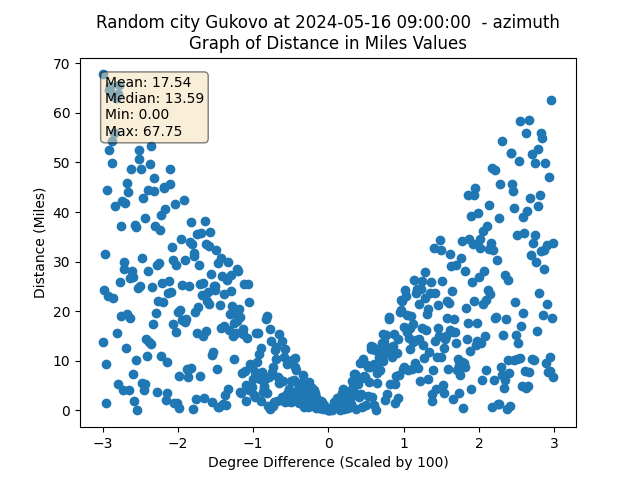 Random city Gukovo at 2024-05-16 09:00:00  - azimuth
Graph of Distance in Miles Values
70
60
50
40
30
20
10
0
Distance (Miles)
Mean: 17.54
Median: 13.59
Min: 0.00
Max: 67.75
−3
−2
−1
0
1
2
3
Degree Difference (Scaled by 100)